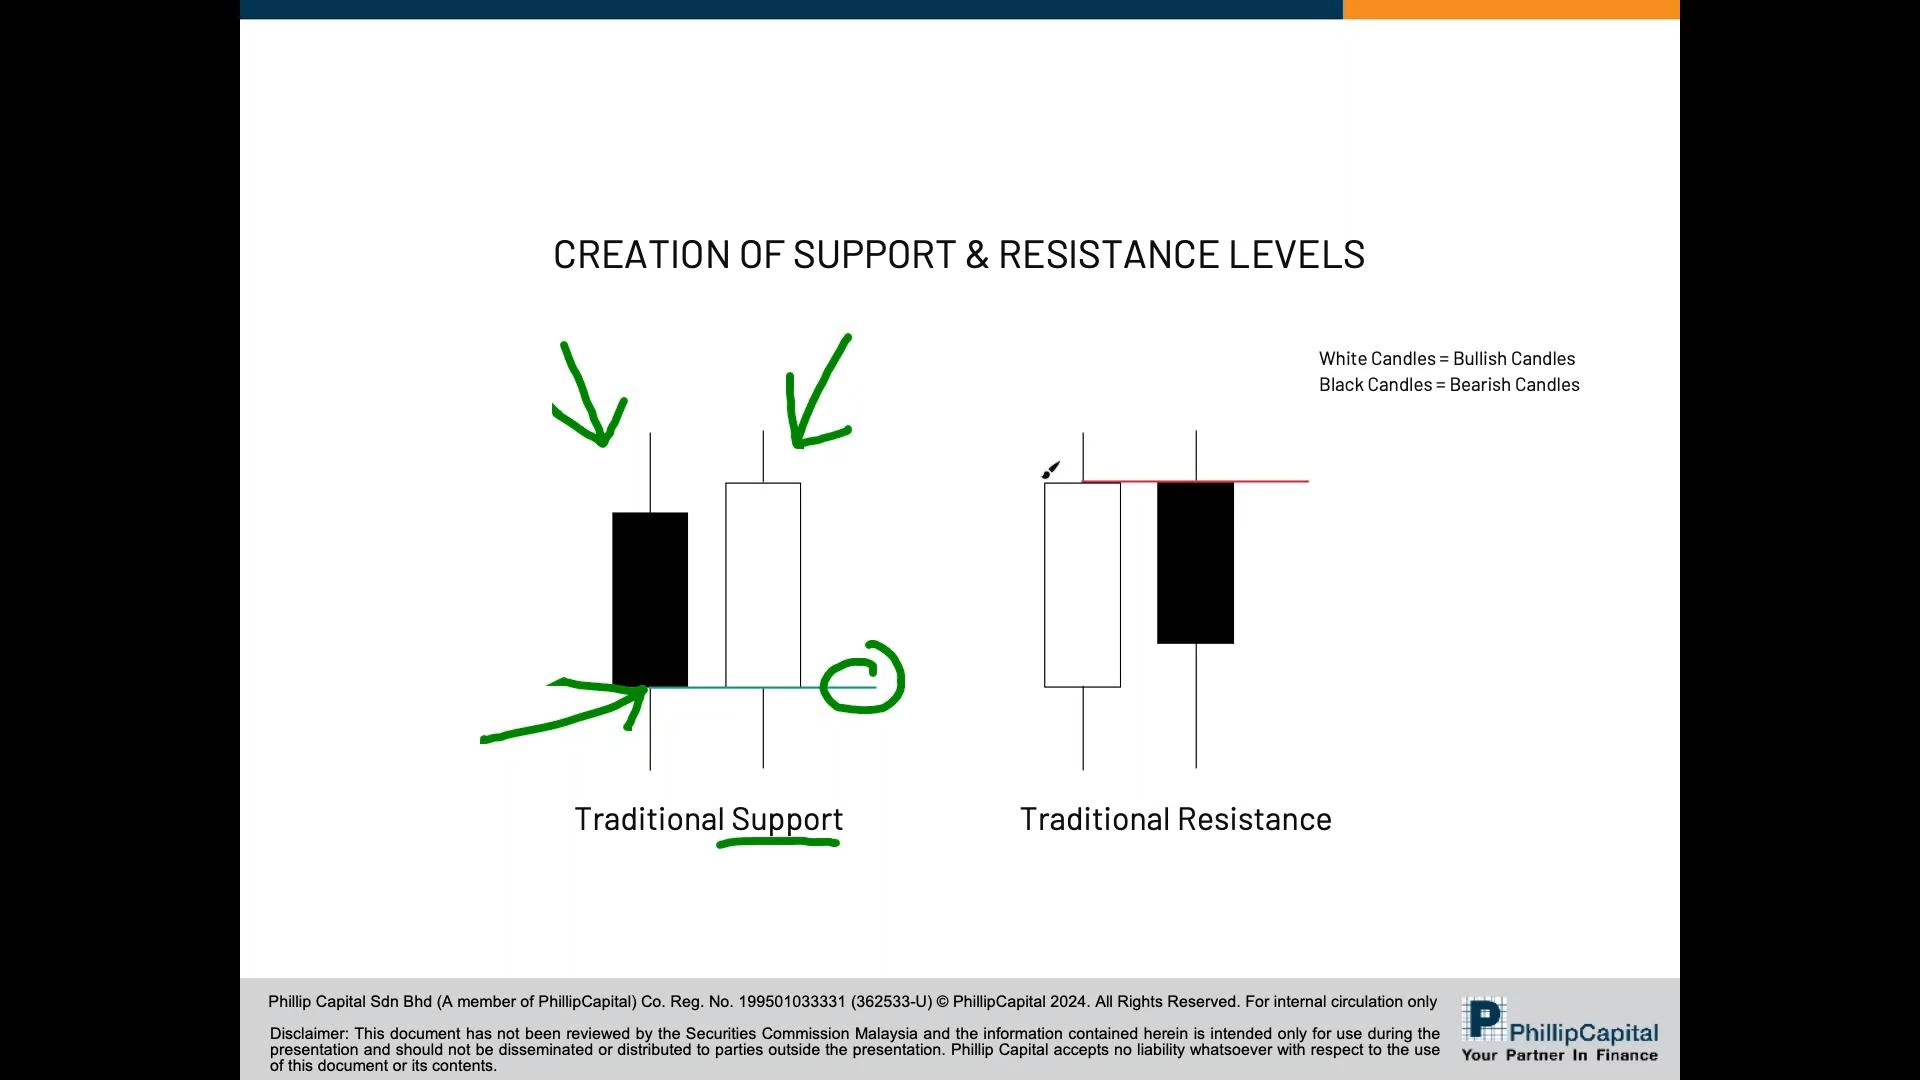 CREATION OF SUPPORT & RESISTANCE LEVELS
White Candles = Bullish Candles
Black Candles = Bearish Candles
Traditional Support
Traditional Resistance
Phillip Capital Sdn Bhd (A member of PhillipCapital) Co. Reg. No. 199501033331 (362533-U) © PhillipCapital 2024. All Rights Reserved. For internal circulation only
Disclaimer: This document has not been reviewed by the Securities Commission Malaysia and the information contained herein is intended only for use during the
presentation and should not be disseminated or distributed to parties outside the presentation. Phillip Capital accepts no liability whatsoever with respect to the use
of this document or its contents.
P PhillipCapital
Your Partner In Finance